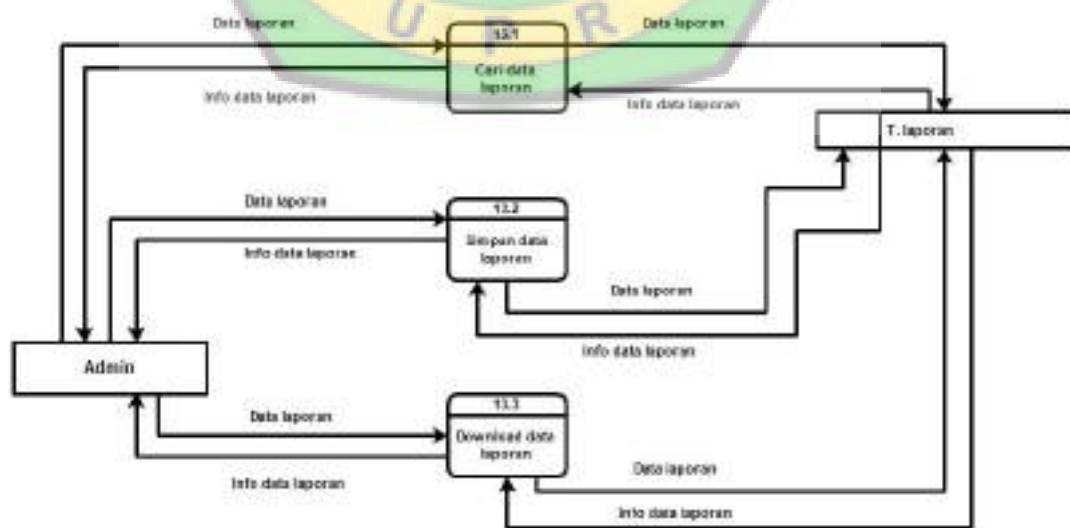 U P R
Data laporan
13.1
Data laporan
Cari data
laporan
Info data laporan
Info data laporan
T. laporan
Data laporan
13.2
Info data laporan
Simpan data
laporan
Data laporan
Info data laporan
Admin
13.3
Data laporan
Download data
laporan
Data laporan
Info data laporan
Info data laporan